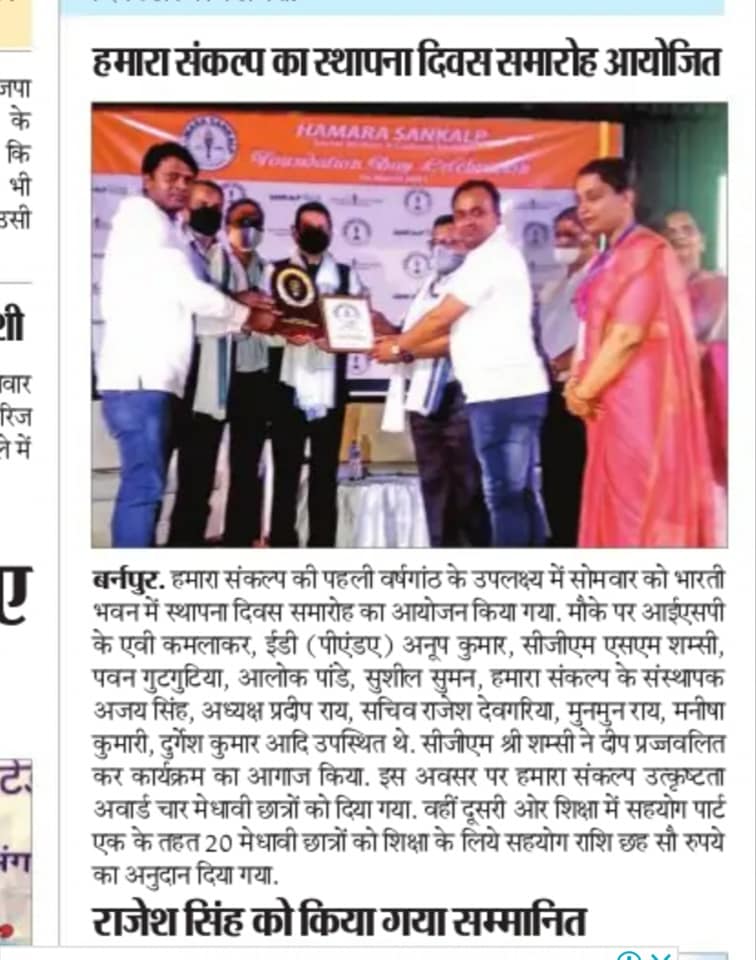 हमारा संकल्प का स्थापना दिवस समारोह आयोजित
HAMARA SANKALP
Foundation Day Celebration
बर्नपुर. हमारा संकल्प की पहली वर्षगांठ के उपलक्ष्य में सोमवार को भारती
भवन में स्थापना दिवस समारोह का आयोजन किया गया. मौके पर आईएसपी
के एवी कमलाकर, ईडी (पीएंडए) अनूप कुमार, सीजीएम एसएम शम्सी,
पवन गुटगुटिया, आलोक पांडे, सुशील सुमन, हमारा संकल्प के संस्थापक
अजय सिंह, अध्यक्ष प्रदीप राय, सचिव राजेश देवगरिया, मुनमुन राय, मनीषा
कुमारी, दुर्गेश कुमार आदि उपस्थित थे. सीजीएम श्री शम्सी ने दीप प्रज्जवलित
कर कार्यक्रम का आगाज किया. इस अवसर पर हमारा संकल्प उत्कृष्टता
अवार्ड चार मेधावी छात्रों को दिया गया. वहीं दूसरी ओर शिक्षा में सहयोग पार्ट
एक के तहत 20 मेधावी छात्रों को शिक्षा के लिये सहयोग राशि छह सौ रुपये
का अनुदान दिया गया.
राजेश सिंह को किया गया सम्मानित
के
कि
भी
ले में
ए